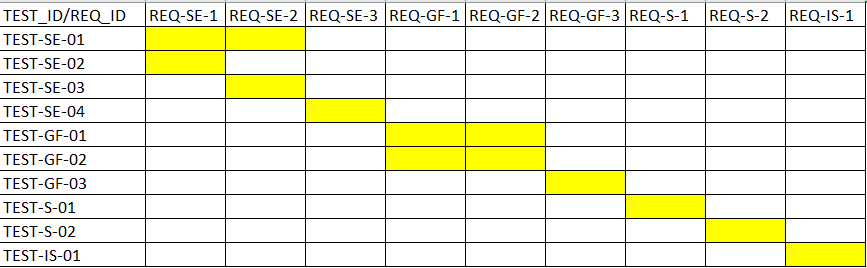 TEST_ID/REQ_ID REQ-SE-1 REQ-SE-2 REQ-SE-3 REQ-GF-1 REQ-GF-2 REQ-GF-3 REQ-S-1 REQ-S-2 REQ-IS-1
TEST-SE-01
TEST-SE-02
TEST-SE-03
TEST-SE-04
TEST-GF-01
TEST-GF-02
TEST-GF-03
TEST-S-01
TEST-S-02
TEST-IS-01